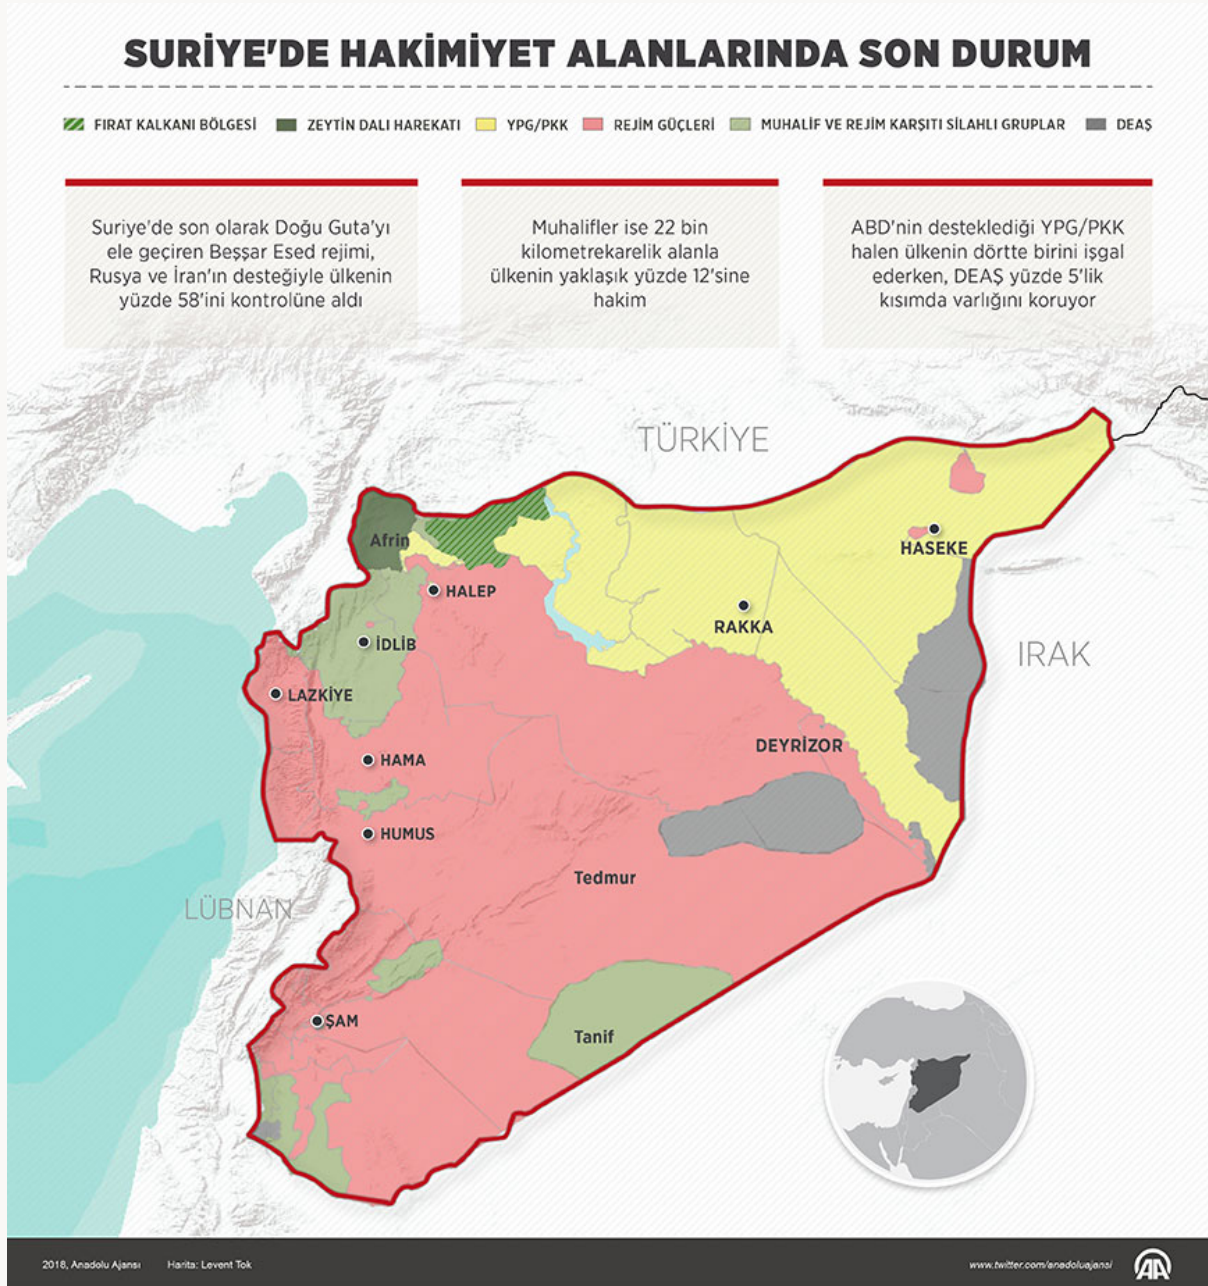 SURİYE'DE HAKİMİYET ALANLARINDA SON DURUM
FIRAT KALKANI BÖLGESİ
ZEYTİN DALI HAREKATI
YPG/PKK
REJİM GÜÇLERİ
MUHALİF VE REJİM KARŞITI SİLAHLI GRUPLAR
DEAŞ
Suriye'de son olarak Doğu Guta'yı
ele geçiren Beşşar Esed rejimi,
Rusya ve İran'ın desteğiyle ülkenin
yüzde 58'ini kontrolüne aldı
Muhalifler ise 22 bin
kilometrekarelik alanla
ülkenin yaklaşık yüzde 12'sine
hakim
ABD'nin desteklediği YPG/PKK
halen ülkenin dörtte birini işgal
ederken, DEAŞ yüzde 5'lik
kısımda varlığını koruyor
TÜRKİYE
Afrin
HASEKE
HALEP
RAKKA
İDLİB
IRAK
LAZKİYE
DEYRİZOR
HAMA
HUMUS
Tedmur
LÜBNAN
ŞAM
Tanif
2018, Anadolu Ajansı
Harita: Levent Tok
www.twitter.com/anadoluajansi
AA